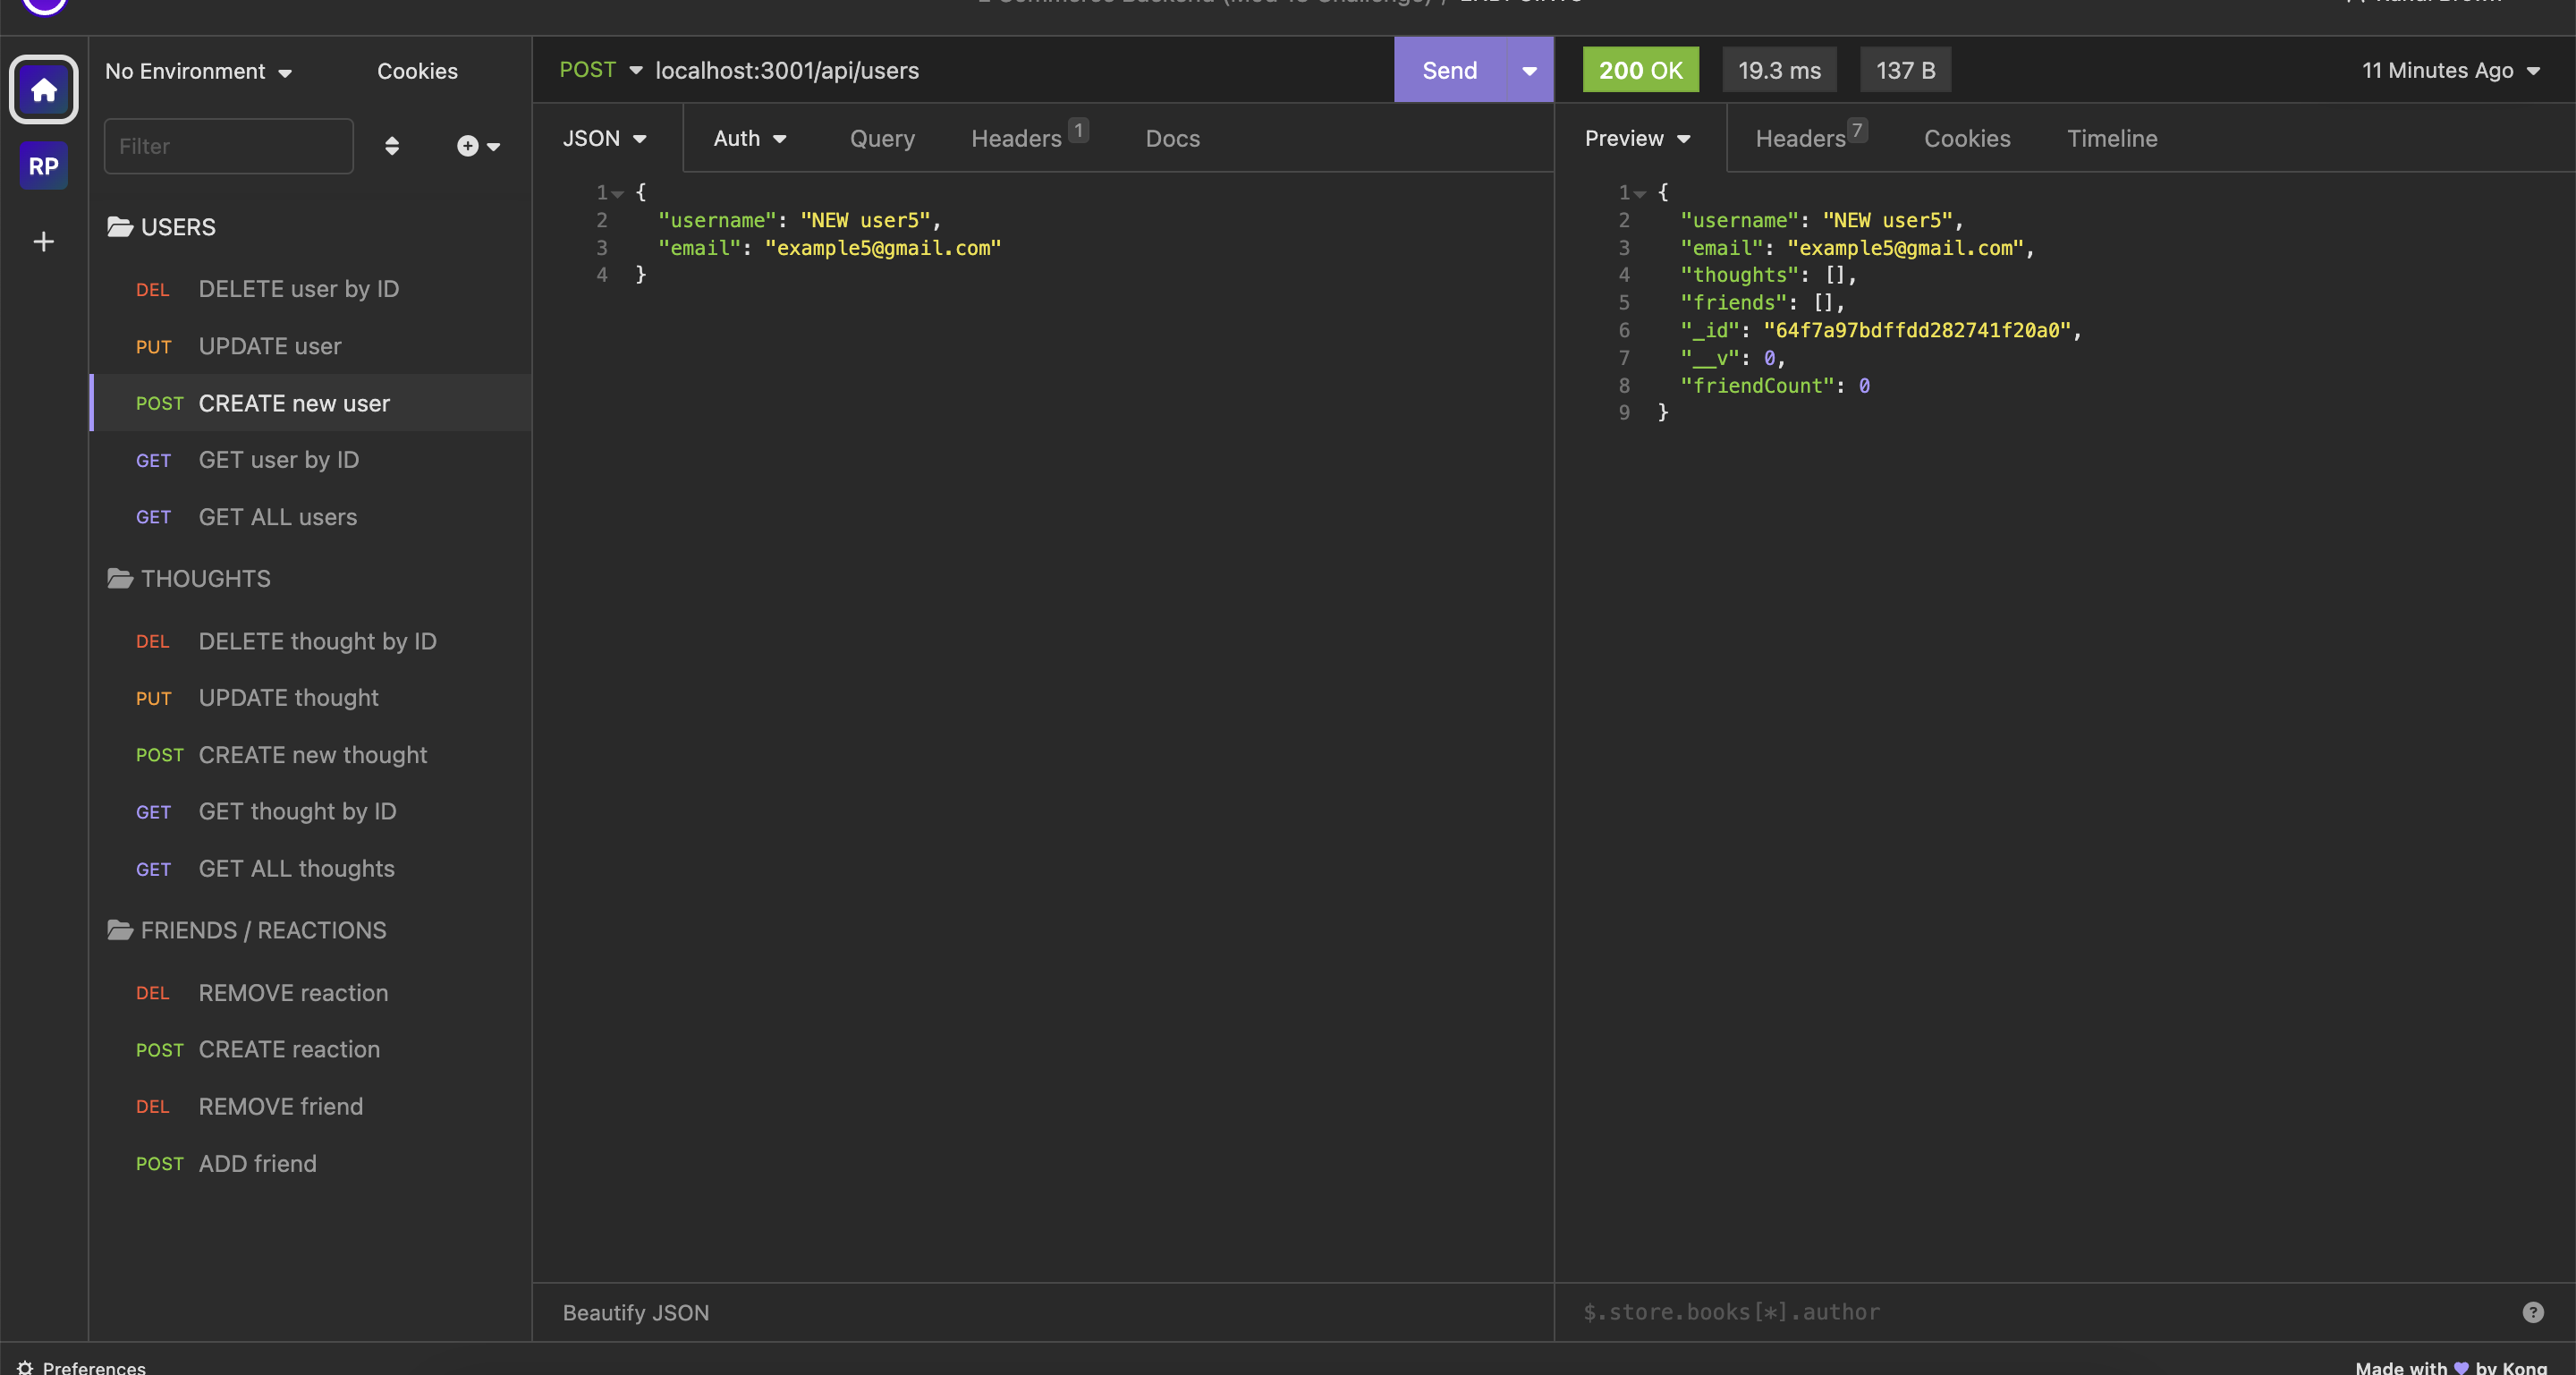 No Environment
Cookies
Filter
RP
USERS
DEL DELETE user by ID
PUT UPDATE user
POST CREATE new user
GET GET user by ID
GET GET ALL users
THOUGHTS
DEL DELETE thought by ID
PUT UPDATE thought
POST CREATE new thought
GET GET thought by ID
GET GET ALL thoughts
FRIENDS / REACTIONS
DEL REMOVE reaction
POST CREATE reaction
DEL REMOVE friend
POST ADD friend
POST localhost:3001/api/users
Send
JSON Auth Query Headers 1 Docs
1 {
2 "username": "NEW user5",
3 "email": "example5@gmail.com"
4 }
Beautify JSON
200 OK 19.3 ms 137 B 11 Minutes Ago
Preview Headers 7 Cookies Timeline
1 {
2 "username": "NEW user5",
3 "email": "example5@gmail.com",
4 "thoughts": [],
5 "friends": [],
6 "_id": "64f7a97bdffdd282741f20a0",
7 "__v": 0,
8 "friendCount": 0
9 }
$.store.books[*].author
Preferences
Made with 💜 by Kong